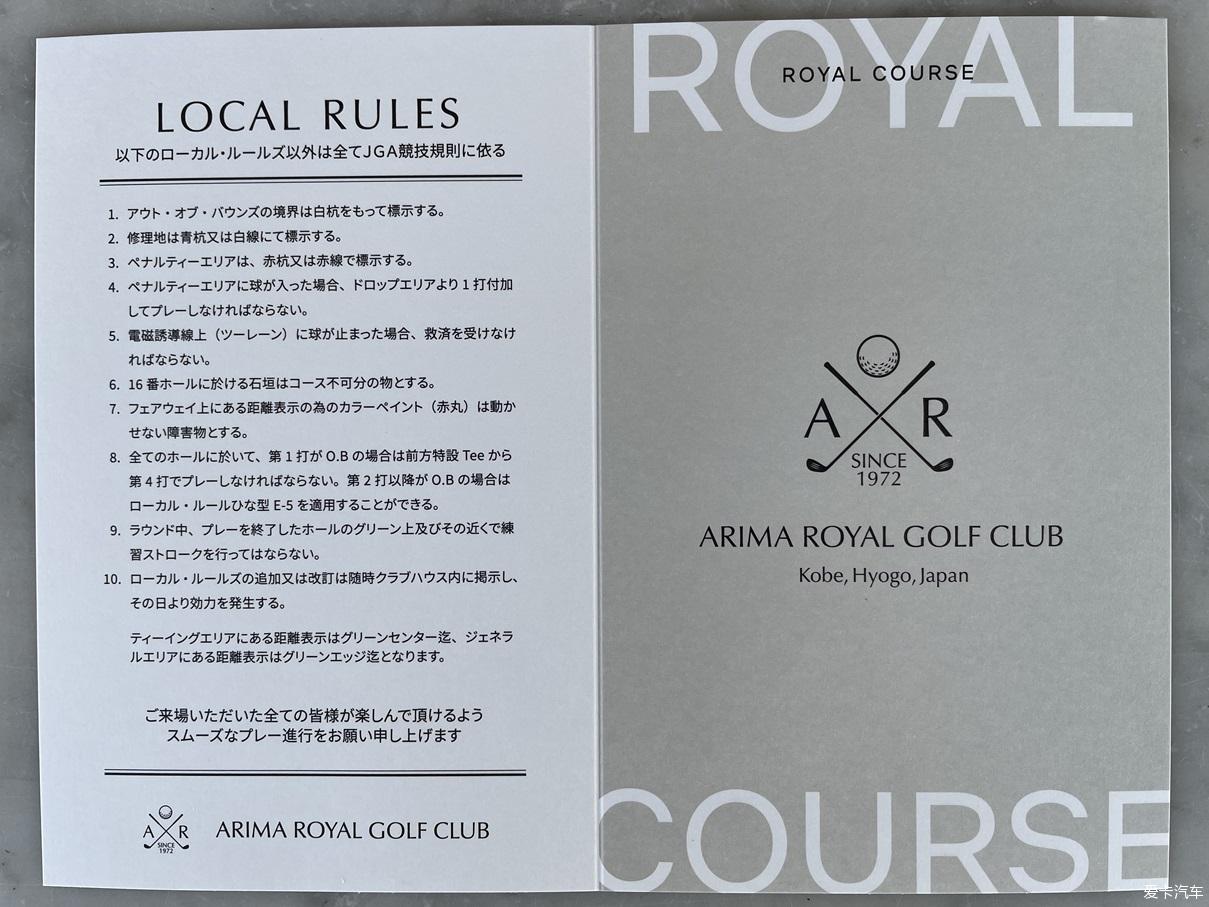 LOCAL RULES
以下のローカル・ルールズ以外は全てJGA競技規則に依る
1. アウト・オブ・バウンズの境界は白杭をもって標示する。
2. 修理地は青杭又は白線にて標示する。
3. ペナルティーエリアは、赤杭又は赤線で標示する。
4. ペナルティーエリアに球が入った場合、ドロップエリアより1打付加
してプレーしなければならない。
5. 電磁誘導線上（ツーレーン）に球が止まった場合、救済を受けなけ
ればならない。
6. 16番ホールに於ける石垣はコース不可分の物とする。
7. フェアウェイ上にある距離表示の為のカラーペイント（赤丸）は動か
せない障害物とする。
8. 全てのホールに於いて、第1打がO.Bの場合は前方特設Teeから
第4打でプレーしなければならない。第2打以降がO.Bの場合は
ローカル・ルールひな型E-5を適用することができる。
9. ラウンド中、プレーを終了したホールのグリーン上及びその近くで練
習ストロークを行ってはならない。
10. ローカル・ルールズの追加又は改訂は随時クラブハウス内に掲示し、
その日より効力を発生する。
ティーイングエリアにある距離表示はグリーンセンター迄、ジェネラ
ルエリアにある距離表示はグリーンエッジ迄となります。
ご来場いただいた全ての皆様が楽しんで頂けるよう
スムーズなプレー進行をお願い申し上げます
A R
SINCE
1972
ARIMA ROYAL GOLF CLUB
ROYAL
ROYAL COURSE
A R
SINCE
1972
ARIMA ROYAL GOLF CLUB
Kobe, Hyogo, Japan
COURSE
爱卡汽车